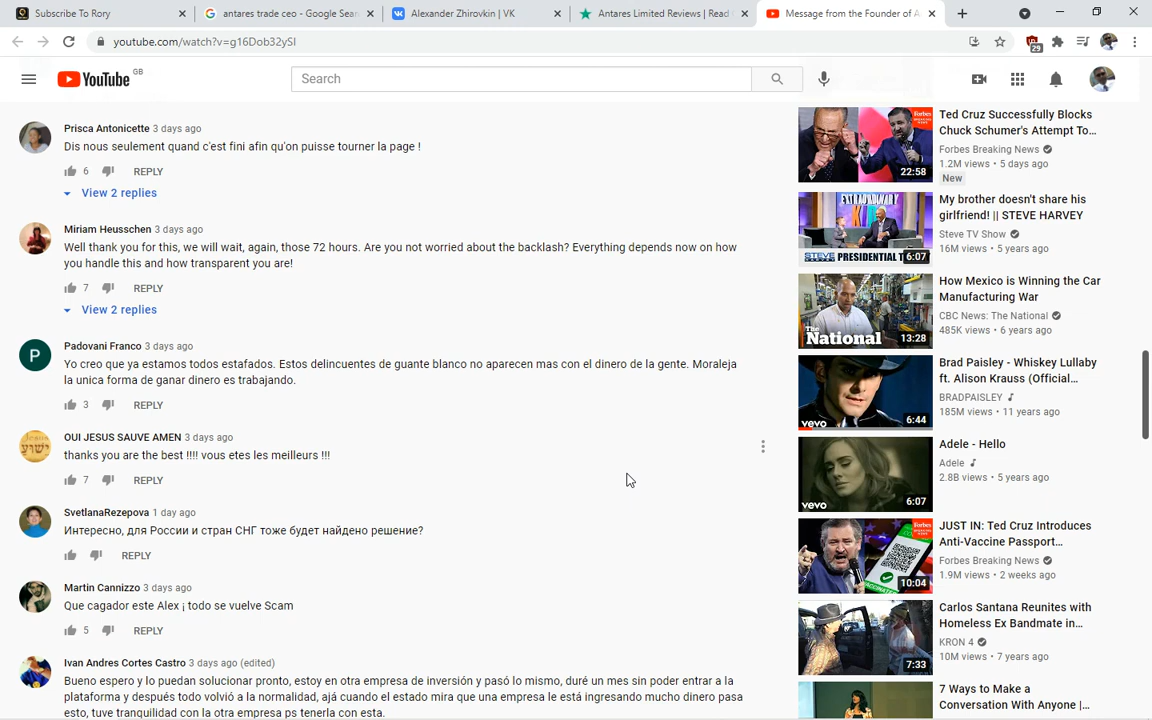 Subscribe To Rory
antares trade ceo - Google Sear
Alexander Zhirovkin | VK
Antares Limited Reviews | Read
Message from the Founder of A
youtube.com/watch?v=g16Dob32ySI
29
YouTube GB
Search
Prisca Antonicette 3 days ago
Dis nous seulement quand c'est fini afin qu'on puisse tourner la page !
6 REPLY
View 2 replies
Miriam Heusschen 3 days ago
Well thank you for this, we will wait, again, those 72 hours. Are you not worried about the backlash? Everything depends now on how
you handle this and how transparent you are!
7 REPLY
View 2 replies
P
Padovani Franco 3 days ago
Yo creo que ya estamos todos estafados. Estos delincuentes de guante blanco no aparecen mas con el dinero de la gente. Moraleja
la unica forma de ganar dinero es trabajando.
3 REPLY
OUI JESUS SAUVE AMEN 3 days ago
thanks you are the best !!!! vous etes les meilleurs !!!
7 REPLY
SvetlanaRezepova 1 day ago
Интересно, для России и стран СНГ тоже будет найдено решение?
REPLY
Martin Cannizzo 3 days ago
Que cagador este Alex ¡ todo se vuelve Scam
5 REPLY
Ivan Andres Cortes Castro 3 days ago (edited)
Bueno espero y lo puedan solucionar pronto, estoy en otra empresa de inversión y pasó lo mismo, duré un mes sin poder entrar a la
plataforma y después todo volvió a la normalidad, ajá cuando el estado mira que una empresa le está ingresando mucho dinero pasa
esto, tuve tranquilidad con la otra empresa ps tenerla con esta.
Forbes
22:58
Ted Cruz Successfully Blocks
Chuck Schumer's Attempt To...
Forbes Breaking News
1.2M views • 5 days ago
New
STEVE PRESIDENTIAL T
6:07
My brother doesn't share his
girlfriend! || STEVE HARVEY
Steve TV Show
16M views • 5 years ago
The National
13:28
How Mexico is Winning the Car
Manufacturing War
CBC News: The National
485K views • 6 years ago
vevo
6:44
Brad Paisley - Whiskey Lullaby
ft. Alison Krauss (Official...
BRADPAISLEY
185M views • 11 years ago
vevo
6:07
Adele - Hello
Adele
2.8B views • 5 years ago
Forbes
10:04
JUST IN: Ted Cruz Introduces
Anti-Vaccine Passport...
Forbes Breaking News
1.9M views • 2 weeks ago
7:33
Carlos Santana Reunites with
Homeless Ex Bandmate in...
KRON 4
10M views • 7 years ago
7 Ways to Make a
Conversation With Anyone |...